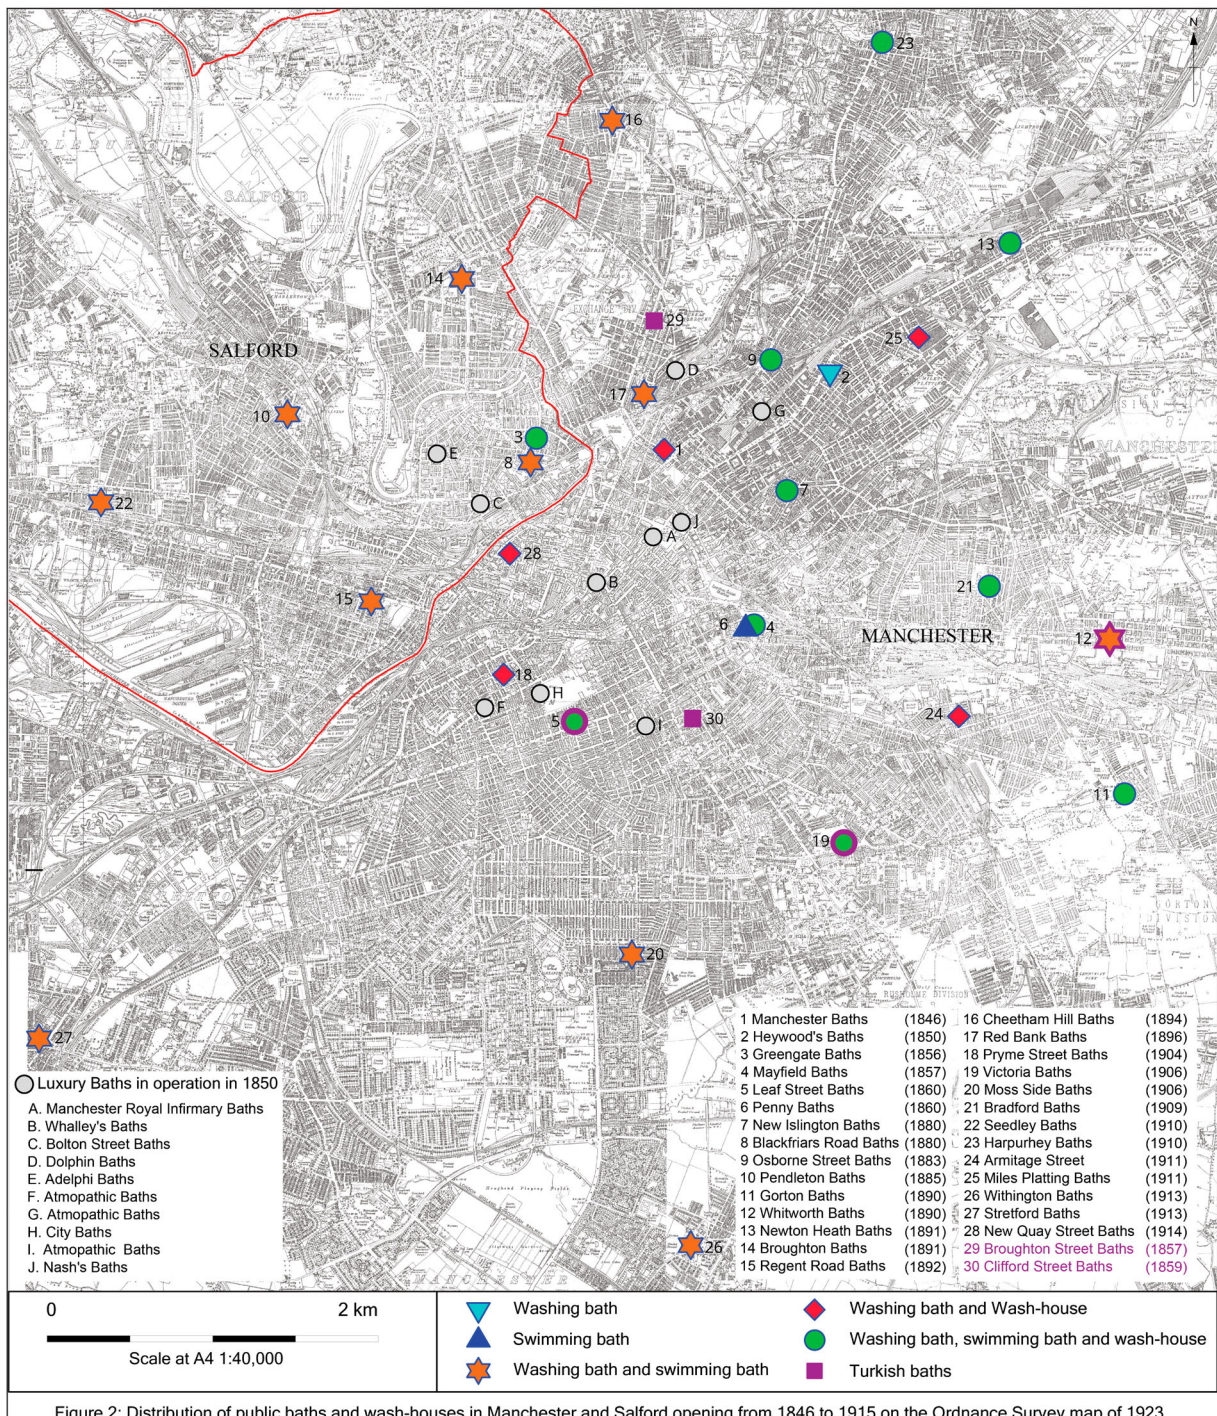 N
23
16
13
14
29
25
SALFORD
D
9
2
17
10
G
3
1
E
8
7
22
C
J
A
28
B
21
15
6
4
MANCHESTER
12
18
H
F
5
I
30
24
11
19
20
27
26
Luxury Baths in operation in 1850
A. Manchester Royal Infirmary Baths
B. Whalley's Baths
C. Bolton Street Baths
D. Dolphin Baths
E. Adelphi Baths
F. Atmopathic Baths
G. Atmopathic Baths
H. City Baths
I. Atmopathic Baths
J. Nash's Baths
1 Manchester Baths (1846)
2 Heywood's Baths (1850)
3 Greengate Baths (1856)
4 Mayfield Baths (1857)
5 Leaf Street Baths (1860)
6 Penny Baths (1860)
7 New Islington Baths (1880)
8 Blackfriars Road Baths (1880)
9 Osborne Street Baths (1883)
10 Pendleton Baths (1885)
11 Gorton Baths (1890)
12 Whitworth Baths (1890)
13 Newton Heath Baths (1891)
14 Broughton Baths (1891)
15 Regent Road Baths (1892)
16 Cheetham Hill Baths (1894)
17 Red Bank Baths (1896)
18 Pryme Street Baths (1904)
19 Victoria Baths (1906)
20 Moss Side Baths (1906)
21 Bradford Baths (1909)
22 Seedley Baths (1910)
23 Harpurhey Baths (1910)
24 Armitage Street (1911)
25 Miles Platting Baths (1911)
26 Withington Baths (1913)
27 Stretford Baths (1913)
28 New Quay Street Baths (1914)
29 Broughton Street Baths (1857)
30 Clifford Street Baths (1859)
0 2 km
Scale at A4 1:40,000
Washing bath
Swimming bath
Washing bath and swimming bath
Washing bath and Wash-house
Washing bath, swimming bath and wash-house
Turkish baths
Figure 2: Distribution of public baths and wash-houses in Manchester and Salford opening from 1846 to 1915 on the Ordnance Survey map of 1923